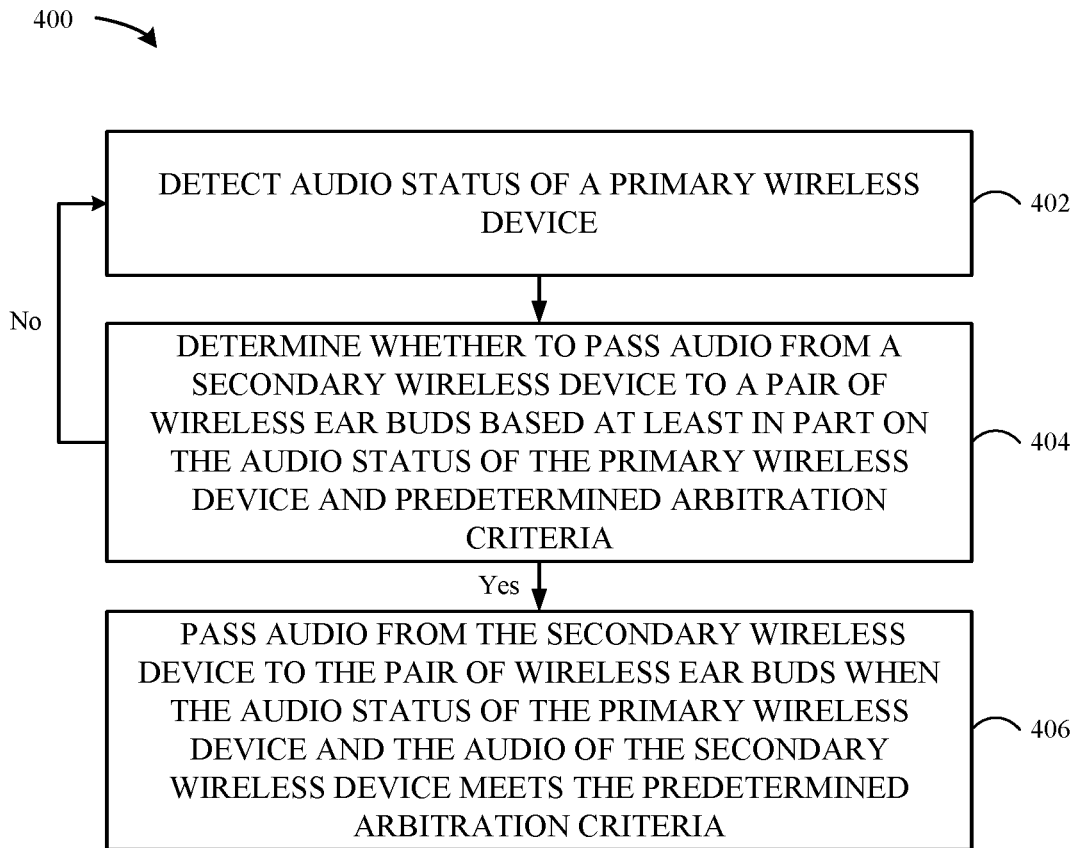 400
DETECT AUDIO STATUS OF A PRIMARY WIRELESS
DEVICE
402
No
DETERMINE WHETHER TO PASS AUDIO FROM A
SECONDARY WIRELESS DEVICE TO A PAIR OF
WIRELESS EAR BUDS BASED AT LEAST IN PART ON
THE AUDIO STATUS OF THE PRIMARY WIRELESS
DEVICE AND PREDETERMINED ARBITRATION
CRITERIA
404
Yes
PASS AUDIO FROM THE SECONDARY WIRELESS
DEVICE TO THE PAIR OF WIRELESS EAR BUDS WHEN
THE AUDIO STATUS OF THE PRIMARY WIRELESS
DEVICE AND THE AUDIO OF THE SECONDARY
WIRELESS DEVICE MEETS THE PREDETERMINED
ARBITRATION CRITERIA
406